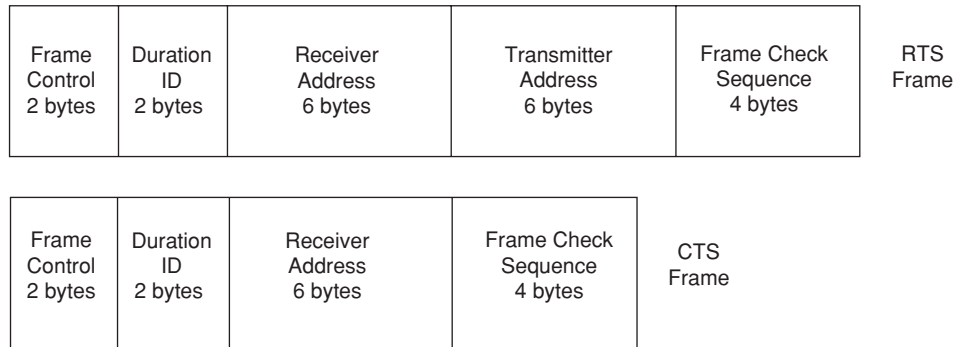 Frame
Control
2 bytes
Duration
ID
2 bytes
Receiver
Address
6 bytes
Transmitter
Address
6 bytes
Frame Check
Sequence
4 bytes
RTS
Frame
Frame
Control
2 bytes
Duration
ID
2 bytes
Receiver
Address
6 bytes
Frame Check
Sequence
4 bytes
CTS
Frame